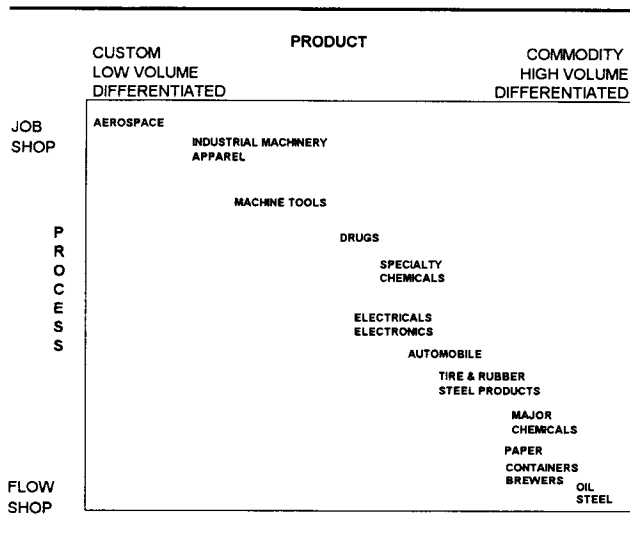 PRODUCT
CUSTOM
LOW VOLUME
DIFFERENTIATED
COMMODITY
HIGH VOLUME
DIFFERENTIATED
JOB
SHOP
AEROSPACE
INDUSTRIAL MACHINERY
APPAREL
MACHINE TOOLS
PROCESS
DRUGS
SPECIALTY
CHEMICALS
ELECTRICALS
ELECTRONICS
AUTOMOBILE
TIRE & RUBBER
STEEL PRODUCTS
MAJOR
CHEMICALS
PAPER
CONTAINERS
BREWERS
OIL
STEEL
FLOW
SHOP